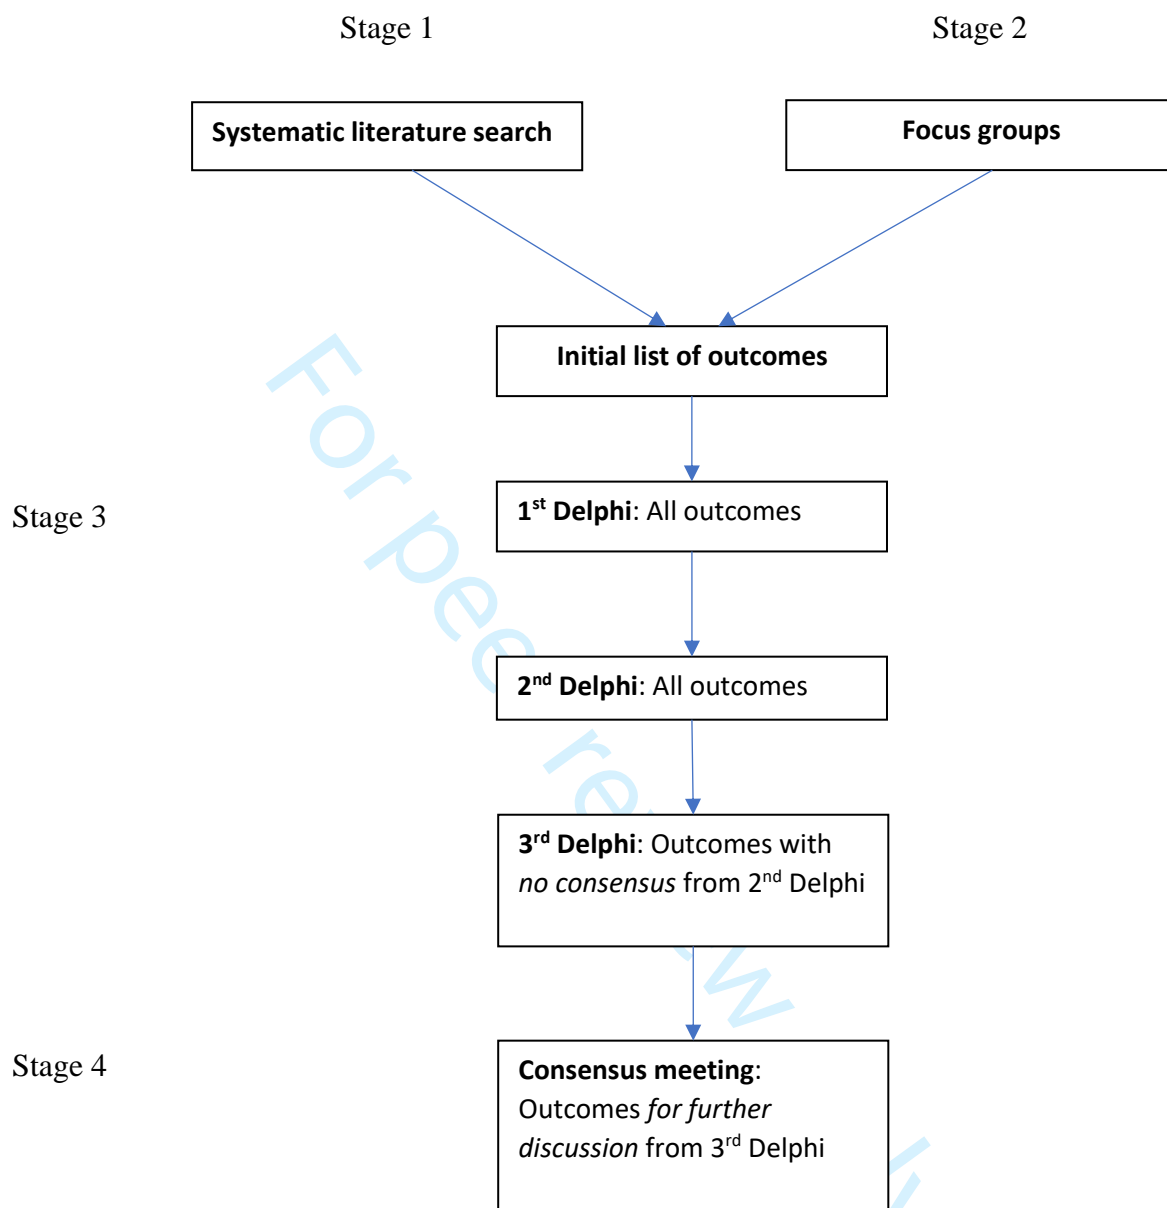 Stage 1
Stage 2
Systematic literature search
Focus groups
Initial list of outcomes
Stage 3
1st Delphi: All outcomes
2nd Delphi: All outcomes
3rd Delphi: Outcomes with
no consensus from 2nd Delphi
Stage 4
Consensus meeting:
Outcomes for further
discussion from 3rd Delphi
For peer review